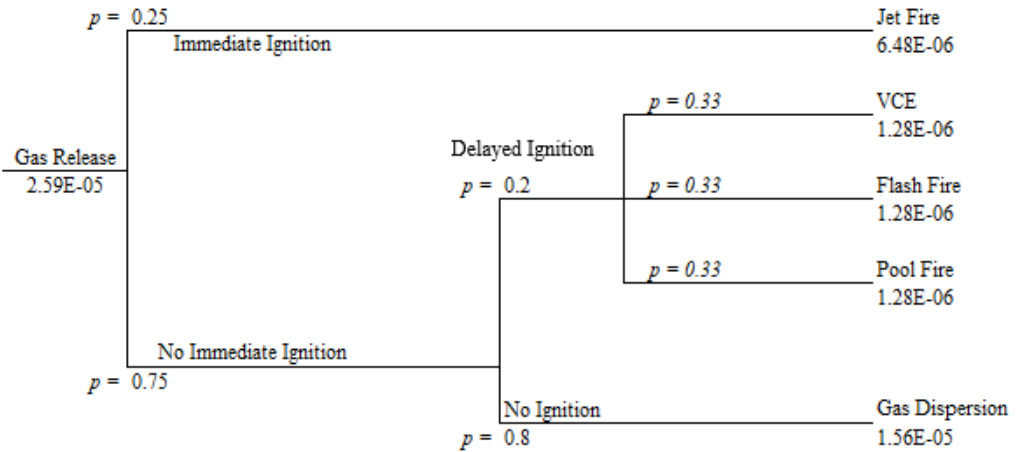 p = 0.25
Immediate Ignition
Jet Fire
6.48E-06
p = 0.33
VCE
1.28E-06
Delayed Ignition
Gas Release
2.59E-05
p = 0.2
p = 0.33
Flash Fire
1.28E-06
p = 0.33
Pool Fire
1.28E-06
No Immediate Ignition
p = 0.75
No Ignition
p = 0.8
Gas Dispersion
1.56E-05